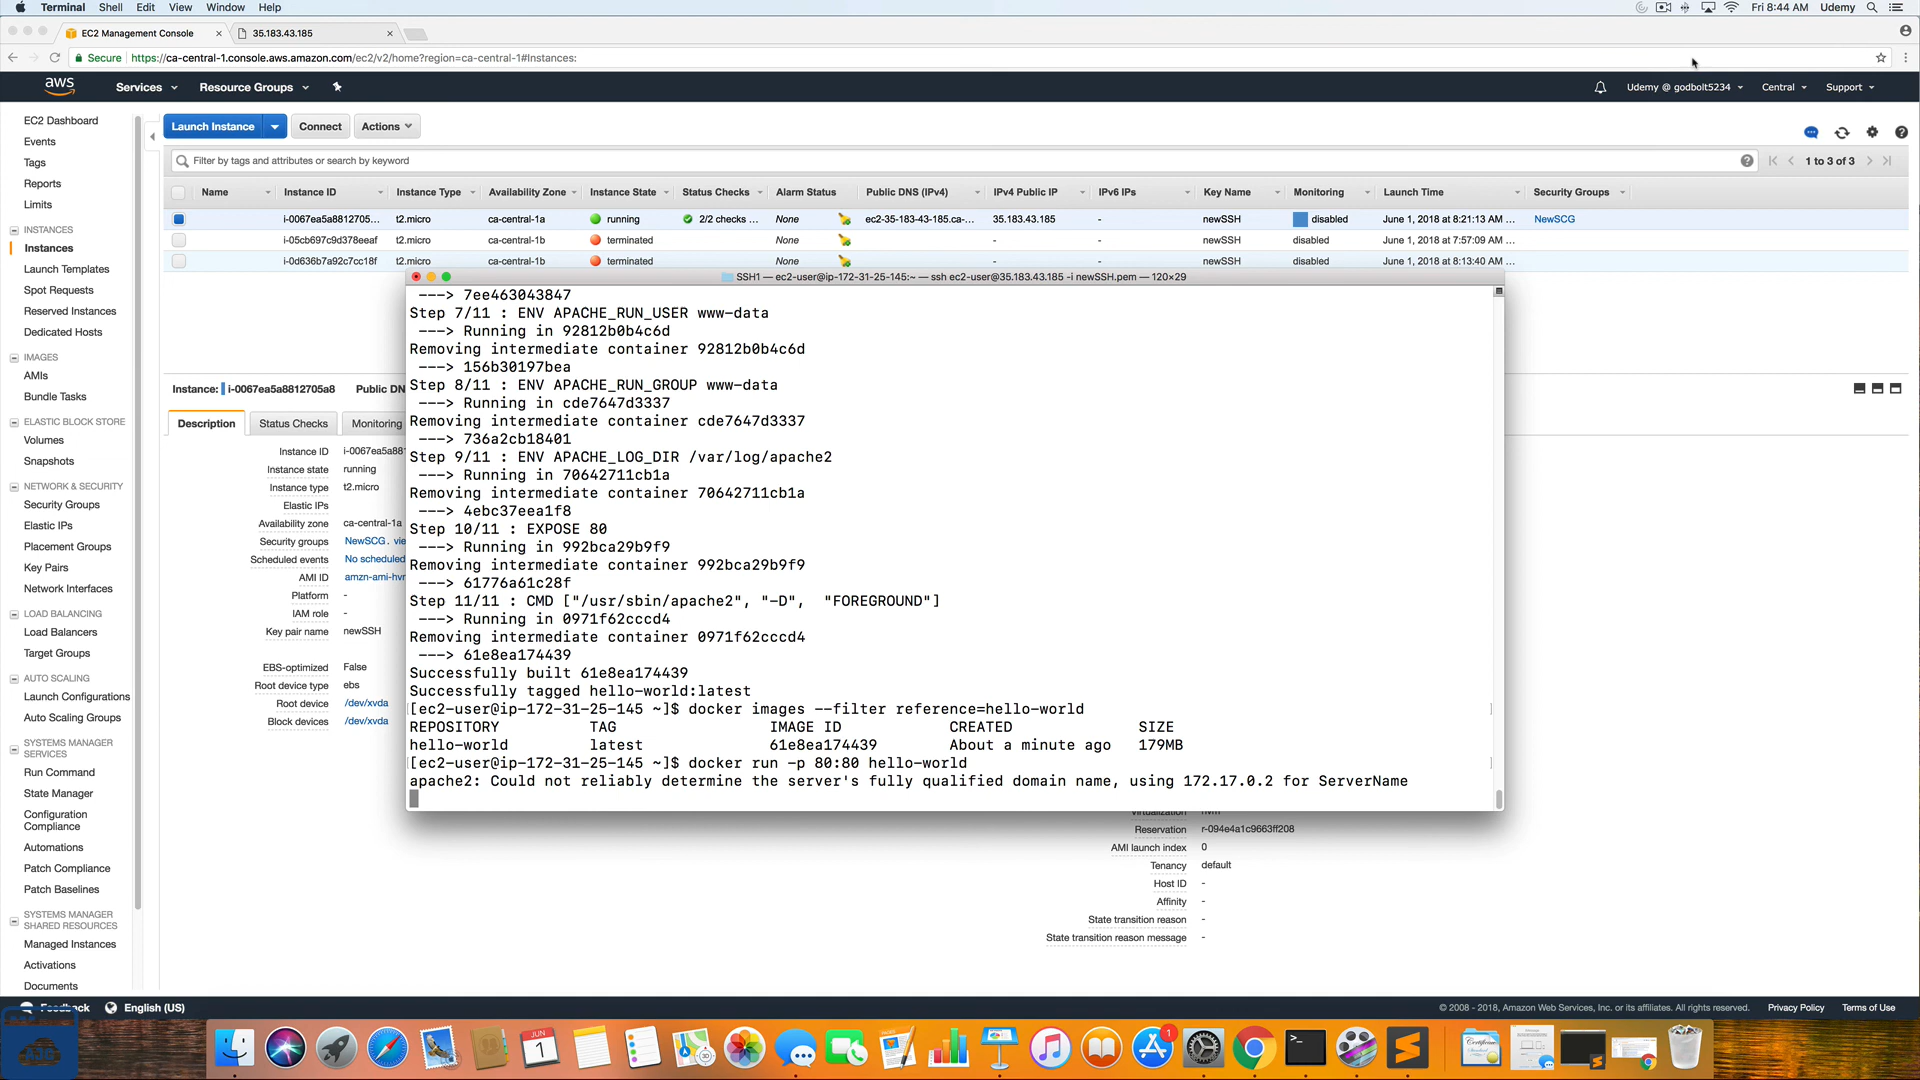 Terminal Shell Edit View Window Help Fri 8:44 AM Udemy
EC2 Management Console × 35.183.43.185 ×
Secure https://ca-central-1.console.aws.amazon.com/ec2/v2/home?region=ca-central-1#Instances:
aws Services Resource Groups Udemy @ godbolt5234 Central Support
Launch Instance Connect Actions
Filter by tags and attributes or search by keyword 1 to 3 of 3
Name Instance ID Instance Type Availability Zone Instance State Status Checks Alarm Status Public DNS (IPv4) IPv4 Public IP IPv6 IPs Key Name Monitoring Launch Time Security Groups
i-0067ea5a8812705... t2.micro ca-central-1a running 2/2 checks ... None ec2-35-183-43-185.ca-... 35.183.43.185 - newSSH disabled June 1, 2018 at 8:21:13 AM ... NewSCG
i-05cb697c9d378eeaf t2.micro ca-central-1b terminated None - - newSSH disabled June 1, 2018 at 7:57:09 AM ...
i-0d636b7a92c7cc18f t2.micro ca-central-1b terminated None - - newSSH disabled June 1, 2018 at 8:13:40 AM ...
EC2 Dashboard
Events
Tags
Reports
Limits
INSTANCES
Instances
Launch Templates
Spot Requests
Reserved Instances
Dedicated Hosts
IMAGES
AMIs
Bundle Tasks
ELASTIC BLOCK STORE
Volumes
Snapshots
NETWORK & SECURITY
Security Groups
Elastic IPs
Placement Groups
Key Pairs
Network Interfaces
LOAD BALANCING
Load Balancers
Target Groups
AUTO SCALING
Launch Configurations
Auto Scaling Groups
SYSTEMS MANAGER
SERVICES
Run Command
State Manager
Configuration
Compliance
Automations
Patch Compliance
Patch Baselines
SYSTEMS MANAGER
SHARED RESOURCES
Managed Instances
Activations
Documents
Instance: i-0067ea5a8812705a8 Public DN
Description Status Checks Monitoring
Instance ID i-0067ea5a881
Instance state running
Instance type t2.micro
Elastic IPs
Availability zone ca-central-1a
Security groups NewSCG. vie
Scheduled events No scheduled
AMI ID amzn-ami-hvr
Platform -
IAM role -
Key pair name newSSH
EBS-optimized False
Root device type ebs
Root device /dev/xvda
Block devices /dev/xvda
SSH1 — ec2-user@ip-172-31-25-145:~ — ssh ec2-user@35.183.43.185 -i newSSH.pem — 120×29
---> 7ee463043847
Step 7/11 : ENV APACHE_RUN_USER www-data
---> Running in 92812b0b4c6d
Removing intermediate container 92812b0b4c6d
---> 156b30197bea
Step 8/11 : ENV APACHE_RUN_GROUP www-data
---> Running in cde7647d3337
Removing intermediate container cde7647d3337
---> 736a2cb18401
Step 9/11 : ENV APACHE_LOG_DIR /var/log/apache2
---> Running in 70642711cb1a
Removing intermediate container 70642711cb1a
---> 4ebc37eea1f8
Step 10/11 : EXPOSE 80
---> Running in 992bca29b9f9
Removing intermediate container 992bca29b9f9
---> 61776a61c28f
Step 11/11 : CMD ["/usr/sbin/apache2", "-D",  "FOREGROUND"]
---> Running in 0971f62cccd4
Removing intermediate container 0971f62cccd4
---> 61e8ea174439
Successfully built 61e8ea174439
Successfully tagged hello-world:latest
[ec2-user@ip-172-31-25-145 ~]$ docker images --filter reference=hello-world
REPOSITORY TAG IMAGE ID CREATED SIZE
hello-world latest 61e8ea174439 About a minute ago 179MB
[ec2-user@ip-172-31-25-145 ~]$ docker run -p 80:80 hello-world
apache2: Could not reliably determine the server's fully qualified domain name, using 172.17.0.2 for ServerName
Virtualization hvm
Reservation r-094e4a1c9663ff208
AMI launch index 0
Tenancy default
Host ID -
Affinity -
State transition reason -
State transition reason message -
Feedback English (US) © 2008 - 2018, Amazon Web Services, Inc. or its affiliates. All rights reserved. Privacy Policy Terms of Use
JUN
1
1